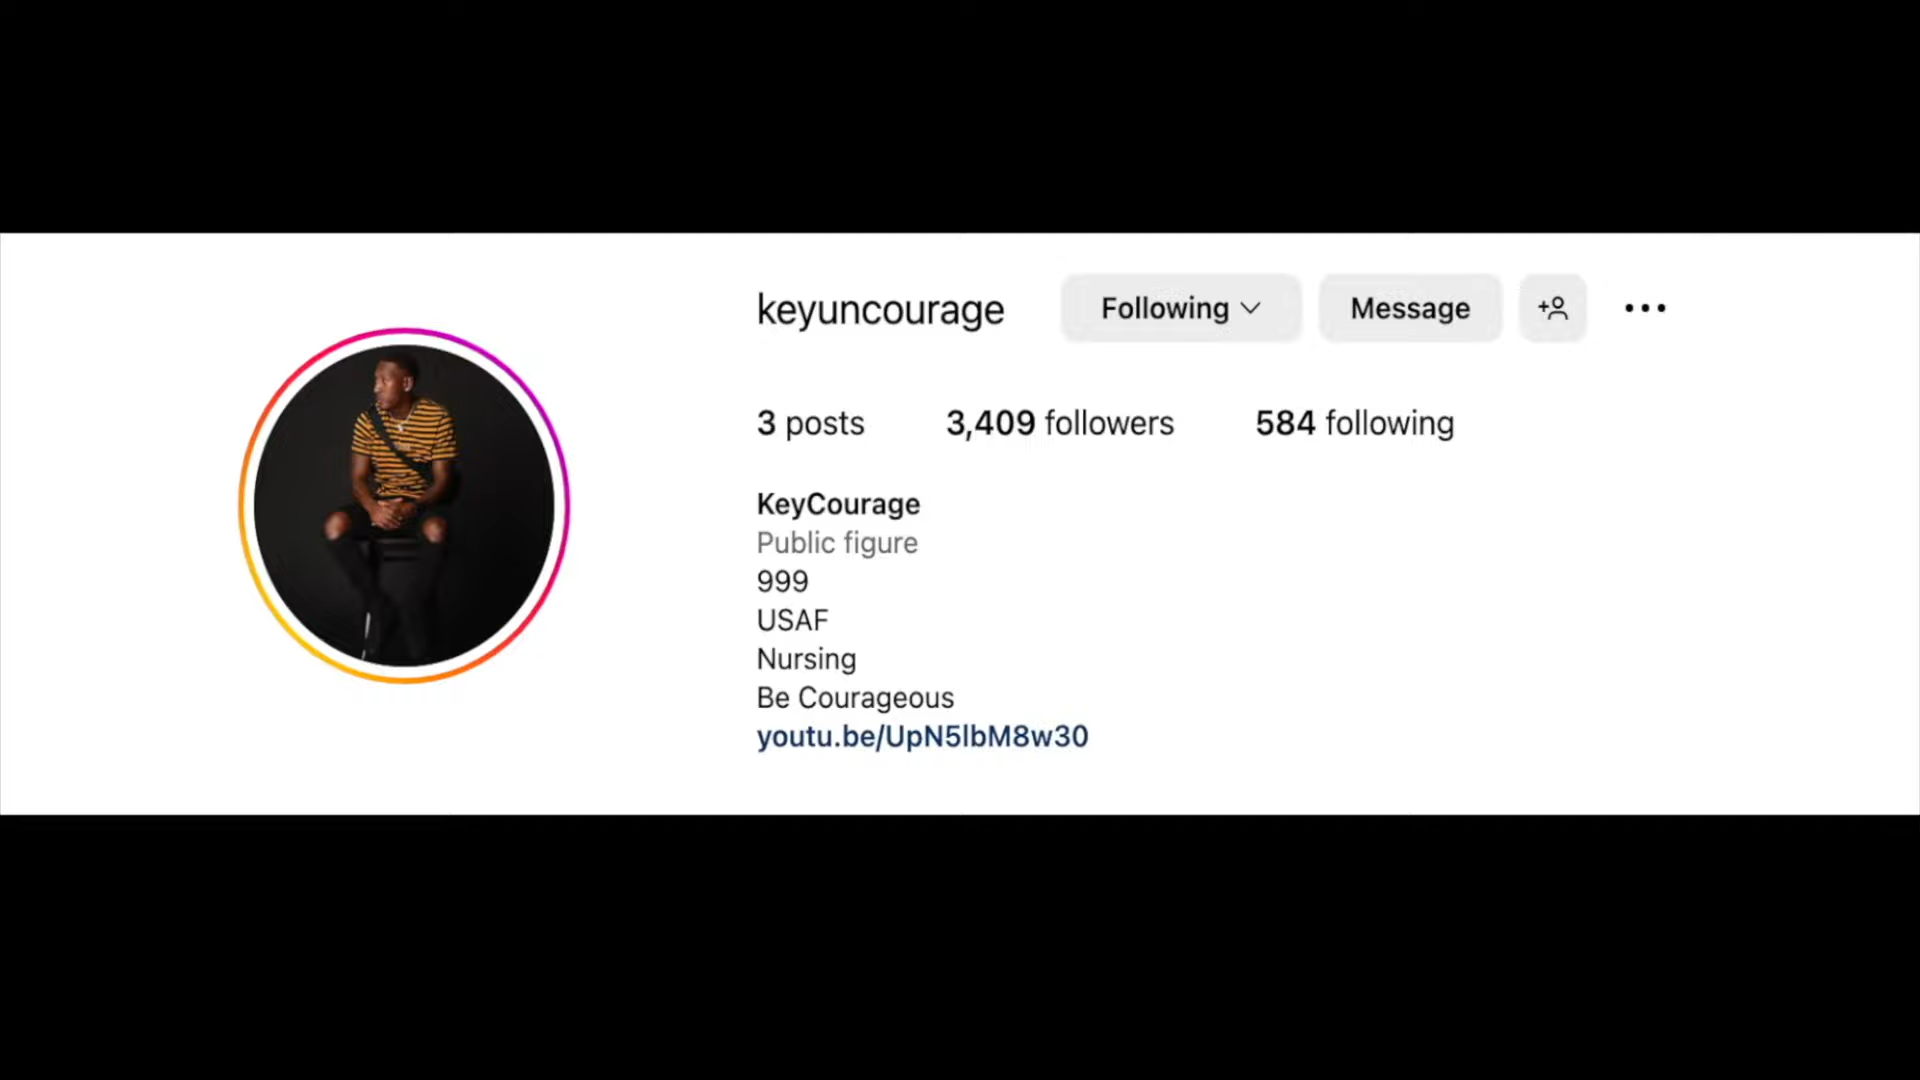 keyuncourage Following Message
3 posts 3,409 followers 584 following
KeyCourage
Public figure
999
USAF
Nursing
Be Courageous
youtu.be/UpN5lbM8w30